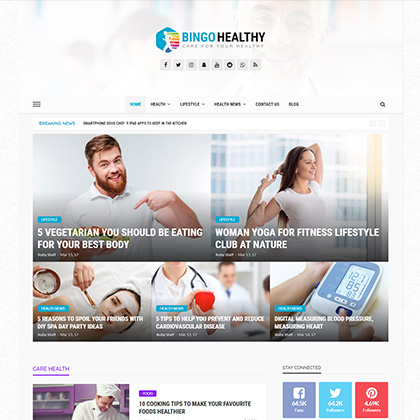 BINGO HEALTHY
CARE FOR YOUR HEALTHY
HOME HEALTH LIFESTYLE HEALTH NEWS CONTACT US BLOG
BREAKING NEWS SMARTPHONE SOUS CHEF: 9 IPAD APPS TO KEEP IN THE KITCHEN
LIFESTYLE
5 VEGETARIAN YOU SHOULD BE EATING
FOR YOUR BEST BODY
Ruby Staff - Mar 15, 17
LIFESTYLE
WOMAN YOGA FOR FITNESS LIFESTYLE
CLUB AT NATURE
Ruby Staff - Mar 15, 17
HEALTH NEWS
5 REASONS TO SPOIL YOUR FRIENDS WITH
DIY SPA DAY PARTY IDEAS
Ruby Staff - Mar 15, 17
HEALTH NEWS
5 TIPS TO HELP YOU PREVENT AND REDUCE
CARDIOVASCULAR DISEASE
Ruby Staff - Mar 15, 17
HEALTH NEWS
DIGITAL MEASURING BLOOD PRESSURE,
MEASURING HEART
Ruby Staff - Mar 15, 17
CARE HEALTH
FOOD
10 COOKING TIPS TO MAKE YOUR FAVOURITE
FOODS HEALTHIER
STAY CONNECTED
64.5K
Fans
64.2K
Followers
4.69K
Followers